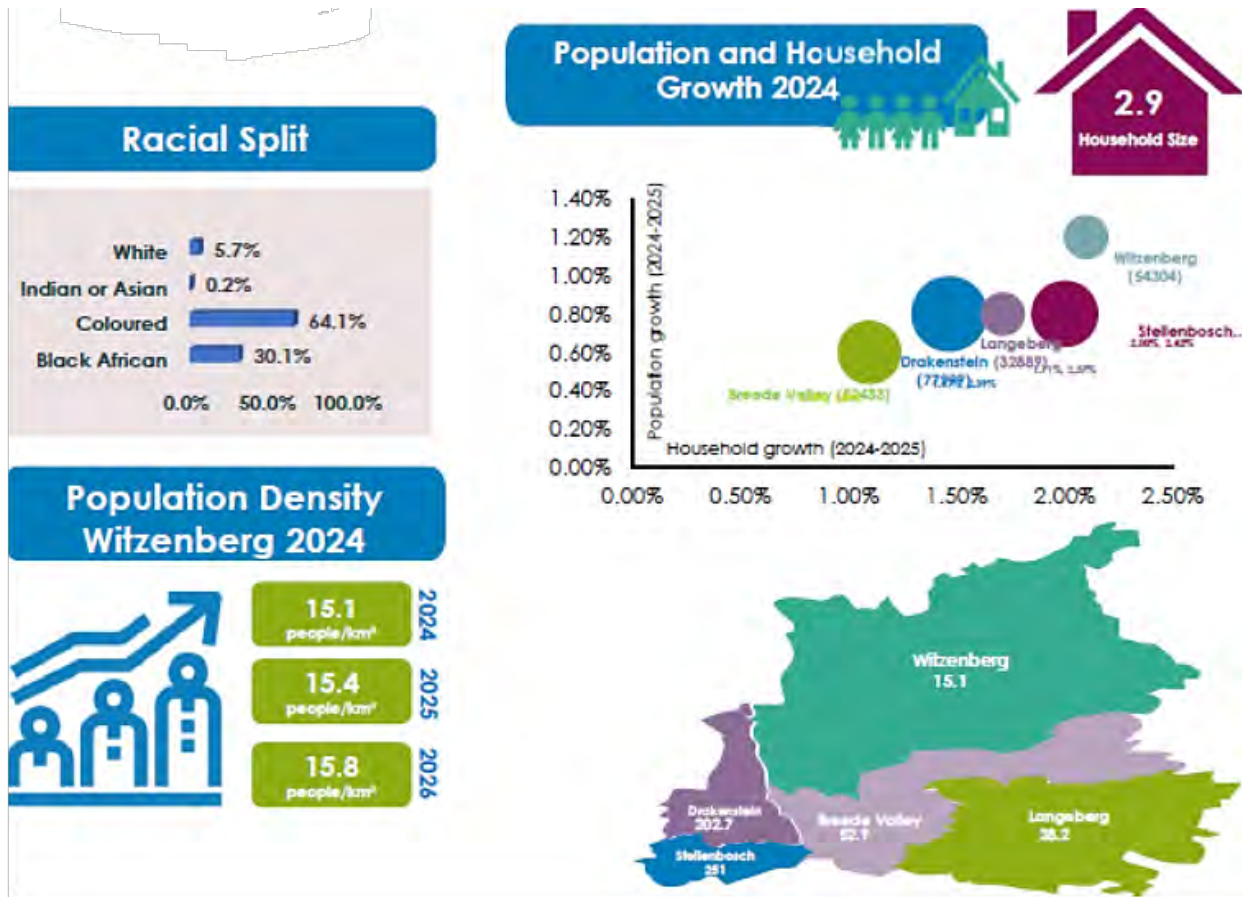 Population and Household
Growth 2024
2.9
Household Size
Racial Split
White 5.7%
Indian or Asian 0.2%
Coloured 64.1%
Black African 30.1%
0.0% 50.0% 100.0%
Population Density
Witzenberg 2024
15.1
people/km²
2024
15.4
people/km²
2025
15.8
people/km²
2026
Population growth (2024-2025)
1.40%
1.20%
1.00%
0.80%
0.60%
0.40%
0.20%
0.00%
Household growth (2024-2025)
0.00% 0.50% 1.00% 1.50% 2.00% 2.50%
Witzenberg
(54304)
Stellenbosch...
Langeberg
(32889)
Drakenstein
Breede Valley
Witzenberg
15.1
Drakenstein
202.7
Breede Valley
Langeberg
Stellenbosch
251